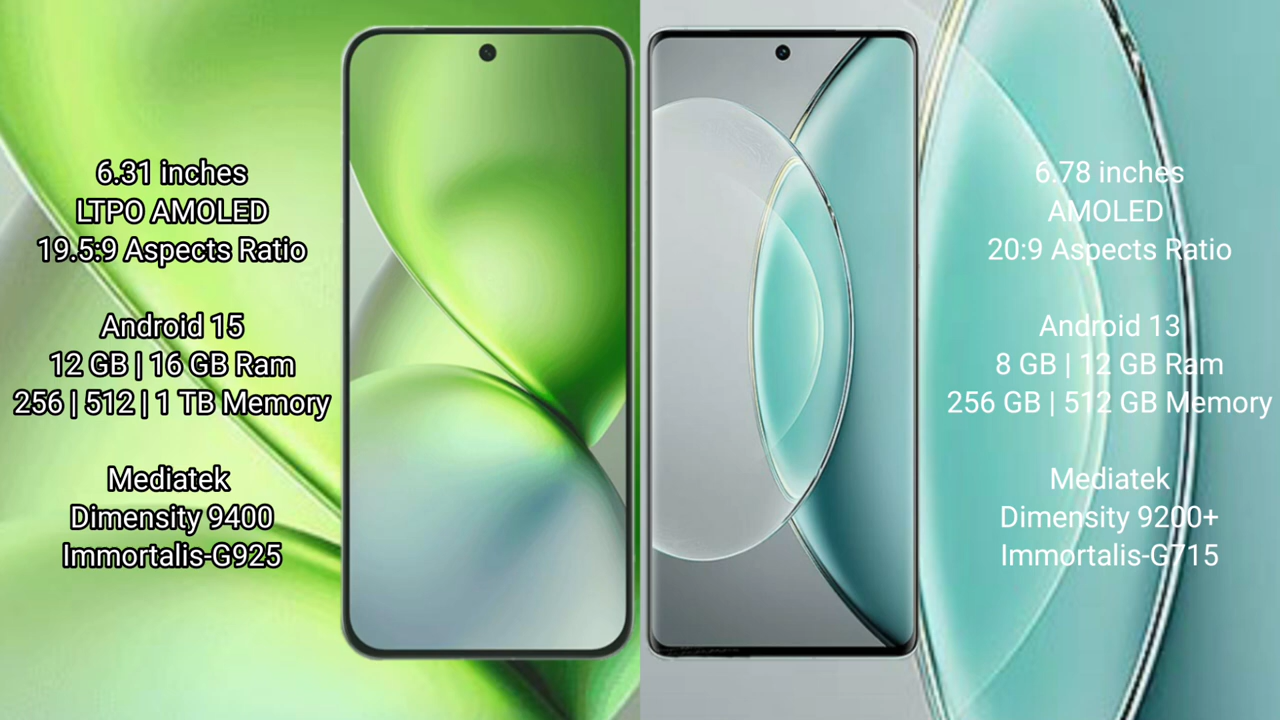 6.31 inches
LTPO AMOLED
19.5:9 Aspects Ratio
Android 15
12 GB | 16 GB Ram
256 | 512 | 1 TB Memory
Mediatek
Dimensity 9400
Immortalis-G925
6.78 inches
AMOLED
20:9 Aspects Ratio
Android 13
8 GB | 12 GB Ram
256 GB | 512 GB Memory
Mediatek
Dimensity 9200+
Immortalis-G715